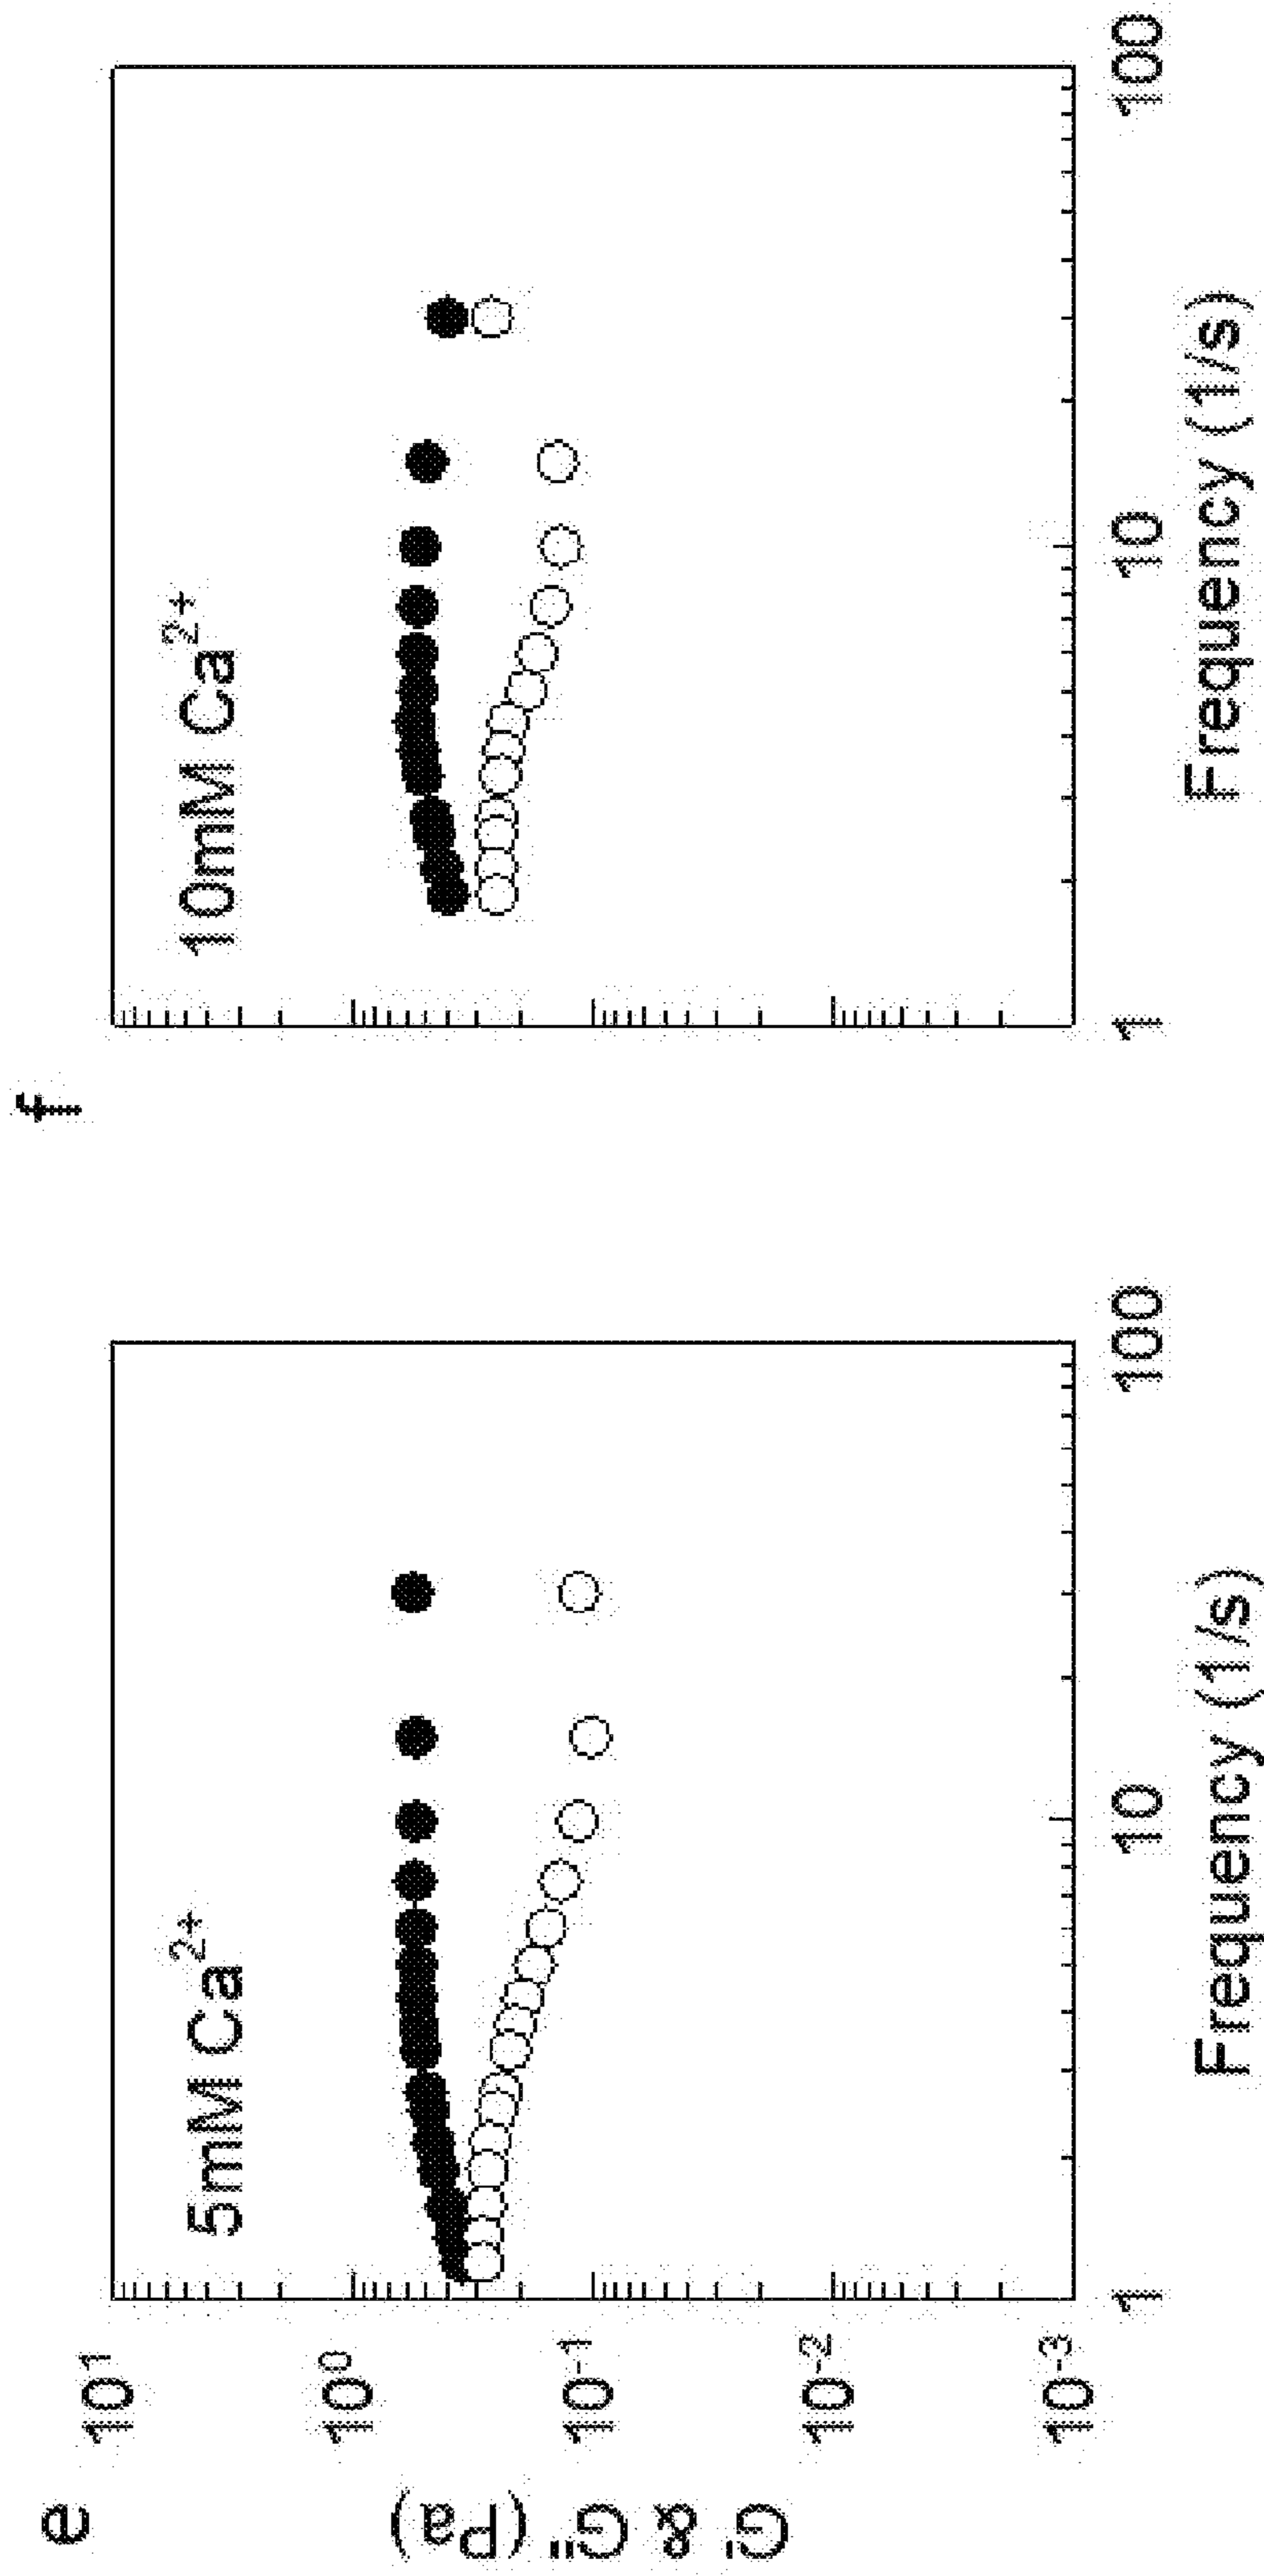 e
5mM Ca²⁺
G' & G" (Pa)
10¹
10⁰
10⁻¹
10⁻²
10⁻³
1
10
100
Frequency (1/s)
f
10mM Ca²⁺
1
10
100
Frequency (1/s)